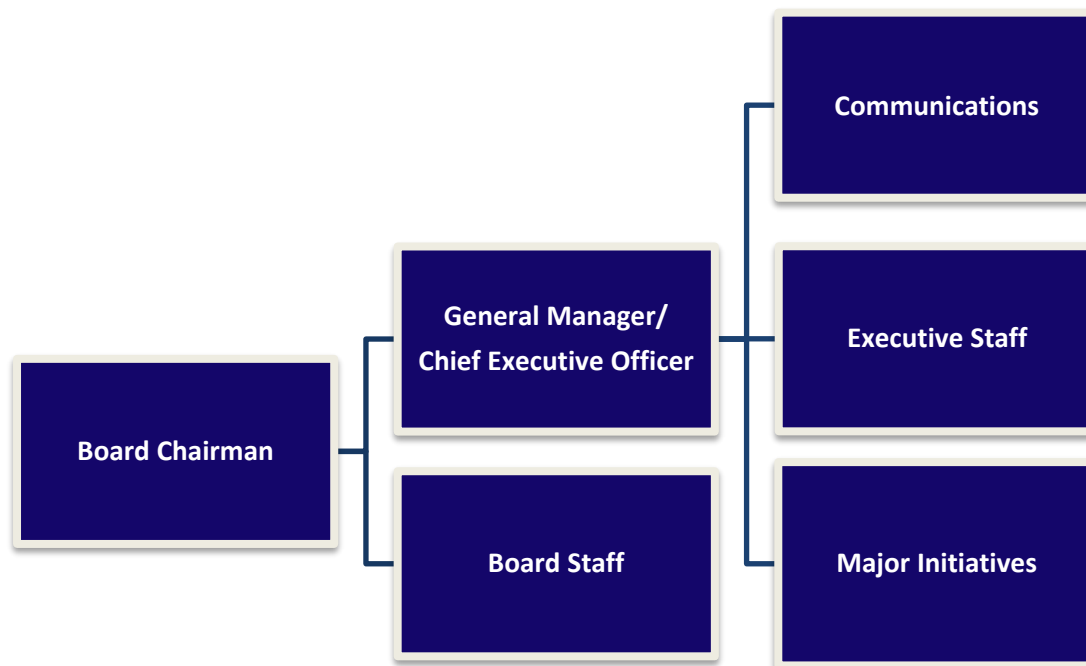 Communications
General Manager/
Chief Executive Officer
Executive Staff
Board Chairman
Board Staff
Major Initiatives